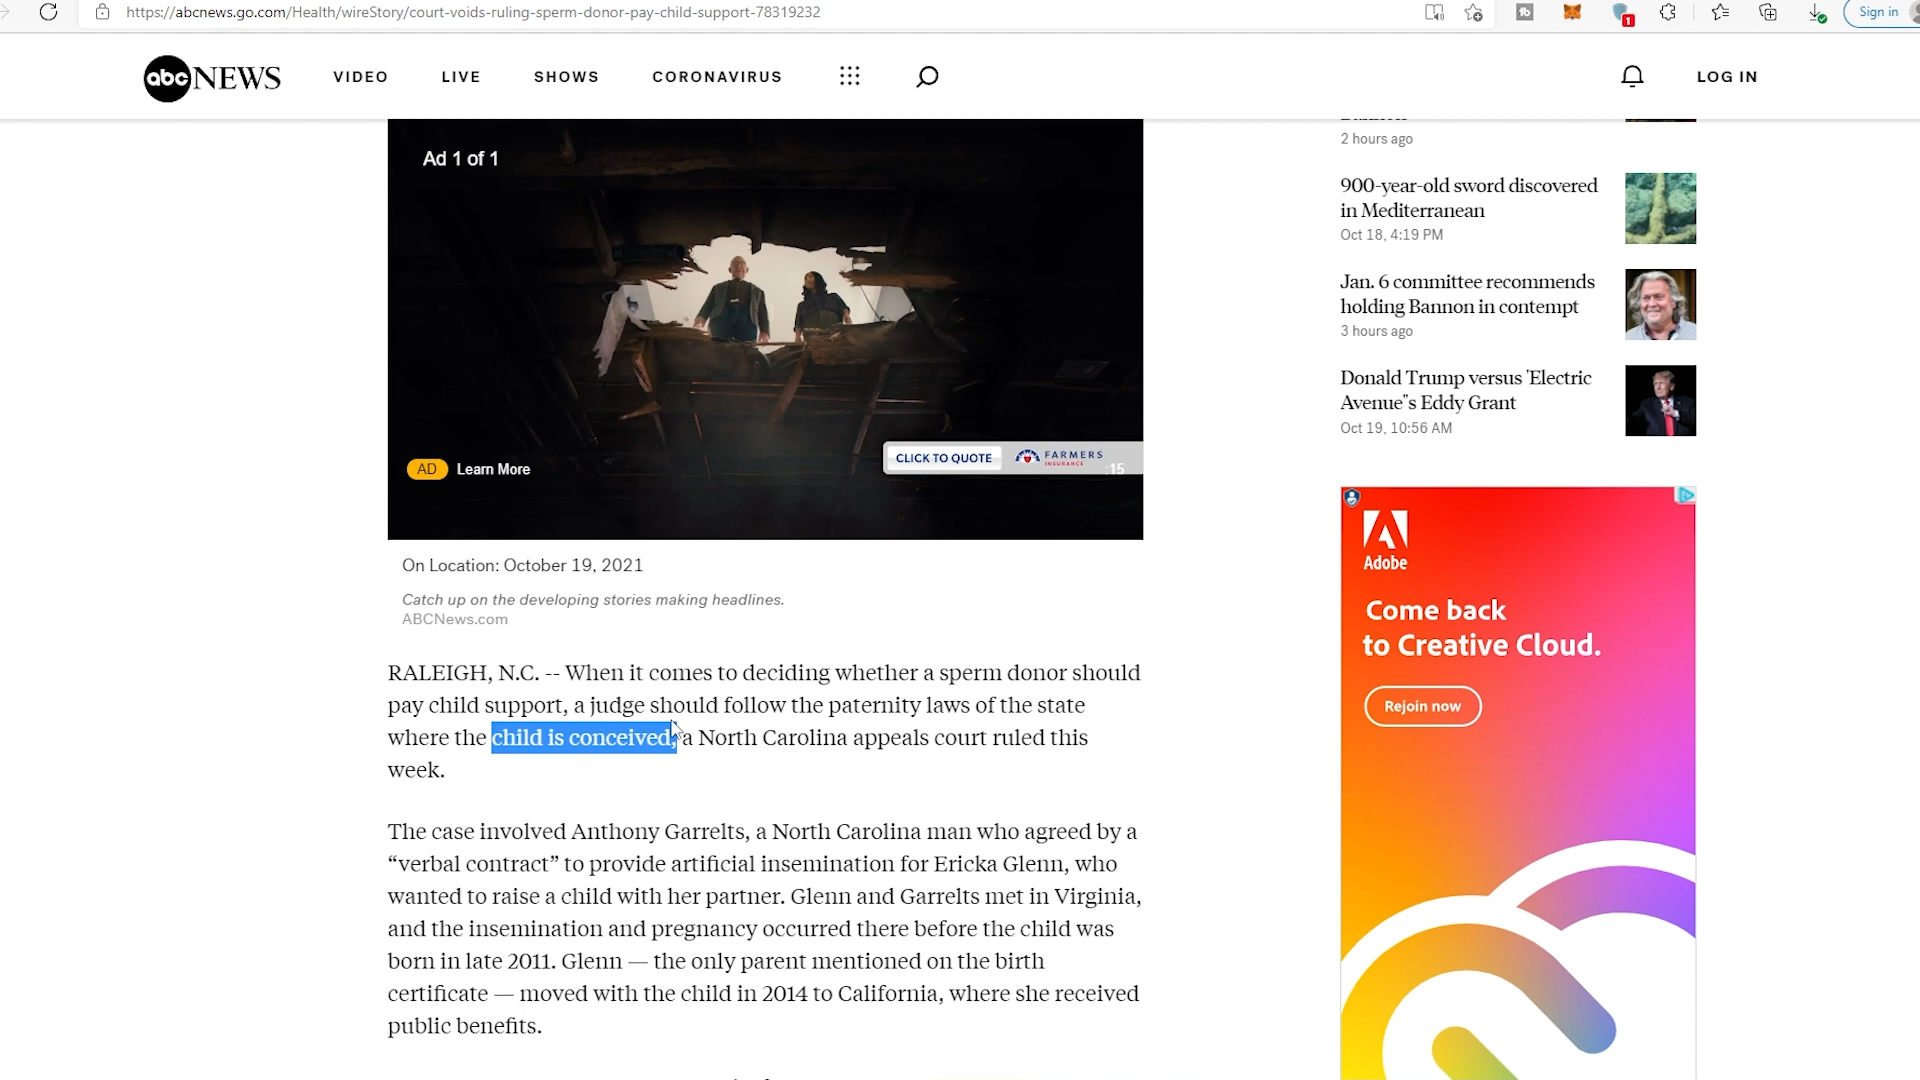 https://abcnews.go.com/Health/wireStory/court-voids-ruling-sperm-donor-pay-child-support-78319232
1
Sign in
abc NEWS
VIDEO
LIVE
SHOWS
CORONAVIRUS
LOG IN
Ad 1 of 1
AD
Learn More
CLICK TO QUOTE
FARMERS
INSURANCE
:15
On Location: October 19, 2021
Catch up on the developing stories making headlines.
ABCNews.com
RALEIGH, N.C. -- When it comes to deciding whether a sperm donor should
pay child support, a judge should follow the paternity laws of the state
where the child is conceived, a North Carolina appeals court ruled this
week.
The case involved Anthony Garrelts, a North Carolina man who agreed by a
“verbal contract” to provide artificial insemination for Ericka Glenn, who
wanted to raise a child with her partner. Glenn and Garrelts met in Virginia,
and the insemination and pregnancy occurred there before the child was
born in late 2011. Glenn — the only parent mentioned on the birth
certificate — moved with the child in 2014 to California, where she received
public benefits.
2 hours ago
900-year-old sword discovered
in Mediterranean
Oct 18, 4:19 PM
Jan. 6 committee recommends
holding Bannon in contempt
3 hours ago
Donald Trump versus 'Electric
Avenue''s Eddy Grant
Oct 19, 10:56 AM
Adobe
Come back
to Creative Cloud.
Rejoin now